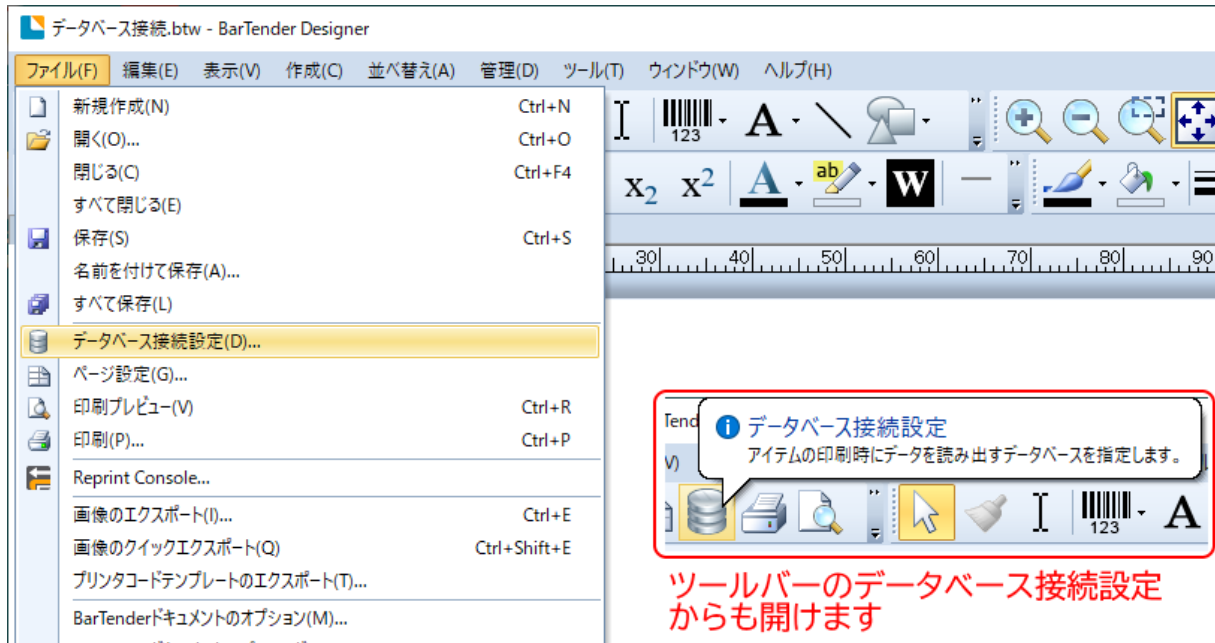 データベース接続.btw - BarTender Designer
ファイル(F) 編集(E) 表示(V) 作成(C) 並べ替え(A) 管理(D) ツール(T) ウィンドウ(W) ヘルプ(H)
新規作成(N) Ctrl+N
開く(O)... Ctrl+O
閉じる(C) Ctrl+F4
すべて閉じる(E)
保存(S) Ctrl+S
名前を付けて保存(A)...
すべて保存(L)
データベース接続設定(D)...
ページ設定(G)...
印刷プレビュー(V) Ctrl+R
印刷(P)... Ctrl+P
Reprint Console...
画像のエクスポート(I)... Ctrl+E
画像のクイックエクスポート(Q) Ctrl+Shift+E
プリンタコードテンプレートのエクスポート(T)...
BarTenderドキュメントのオプション(M)...
123 A
x2 x2 A ab W
30 40 50 60 70 80 90
Tend
データベース接続設定
V)
アイテムの印刷時にデータを読み出すデータベースを指定します。
123 A
ツールバーのデータベース接続設定
からも開けます